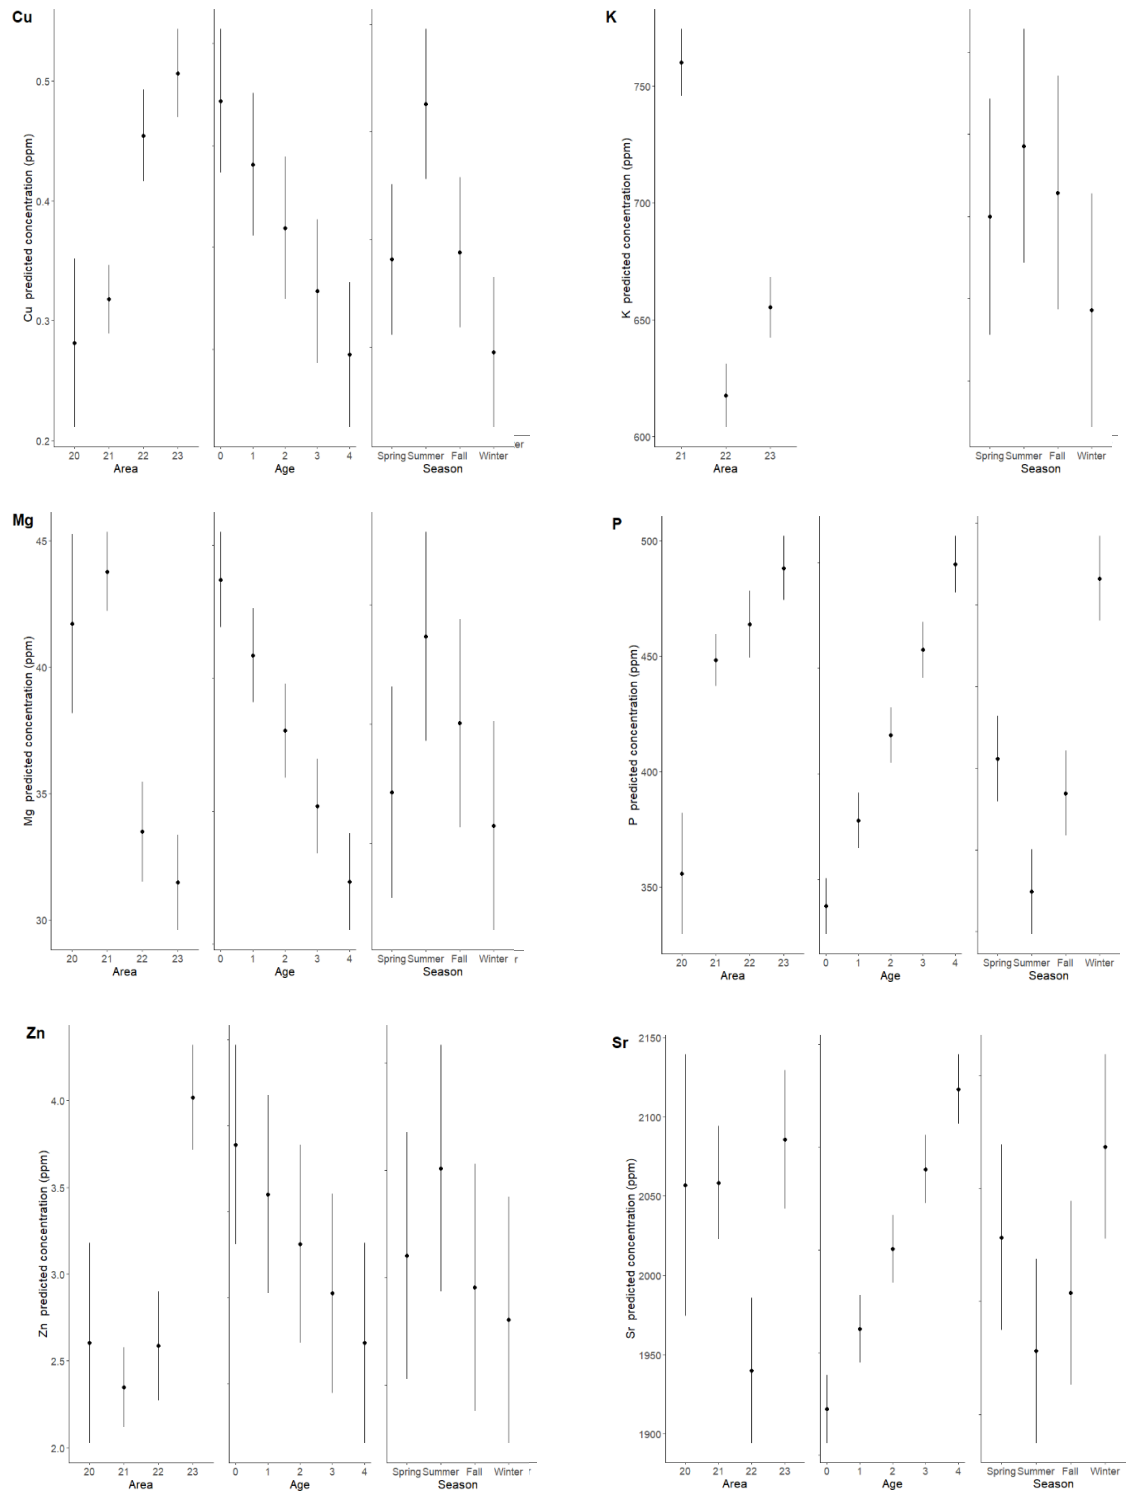 Cu
Cu predicted concentration (ppm)
0.5
0.4
0.3
0.2
20 21 22 23
Area
0 1 2 3 4
Age
Spring Summer Fall Winter
er
Season
K
K predicted concentration (ppm)
750
700
650
600
21 22 23
Area
Spring Summer Fall Winter
Season
Mg
Mg predicted concentration (ppm)
45
40
35
30
20 21 22 23
Area
0 1 2 3 4
Age
Spring Summer Fall Winter r
Season
P
P predicted concentration (ppm)
500
450
400
350
20 21 22 23
Area
0 1 2 3 4
Age
Spring Summer Fall Winter
Season
Zn
Zn predicted concentration (ppm)
4.0
3.5
3.0
2.5
2.0
20 21 22 23
Area
0 1 2 3 4
Age
Spring Summer Fall Winter r
Season
Sr
Sr predicted concentration (ppm)
2150
2100
2050
2000
1950
1900
20 21 22 23
Area
0 1 2 3 4
Age
Spring Summer Fall Winter
Season